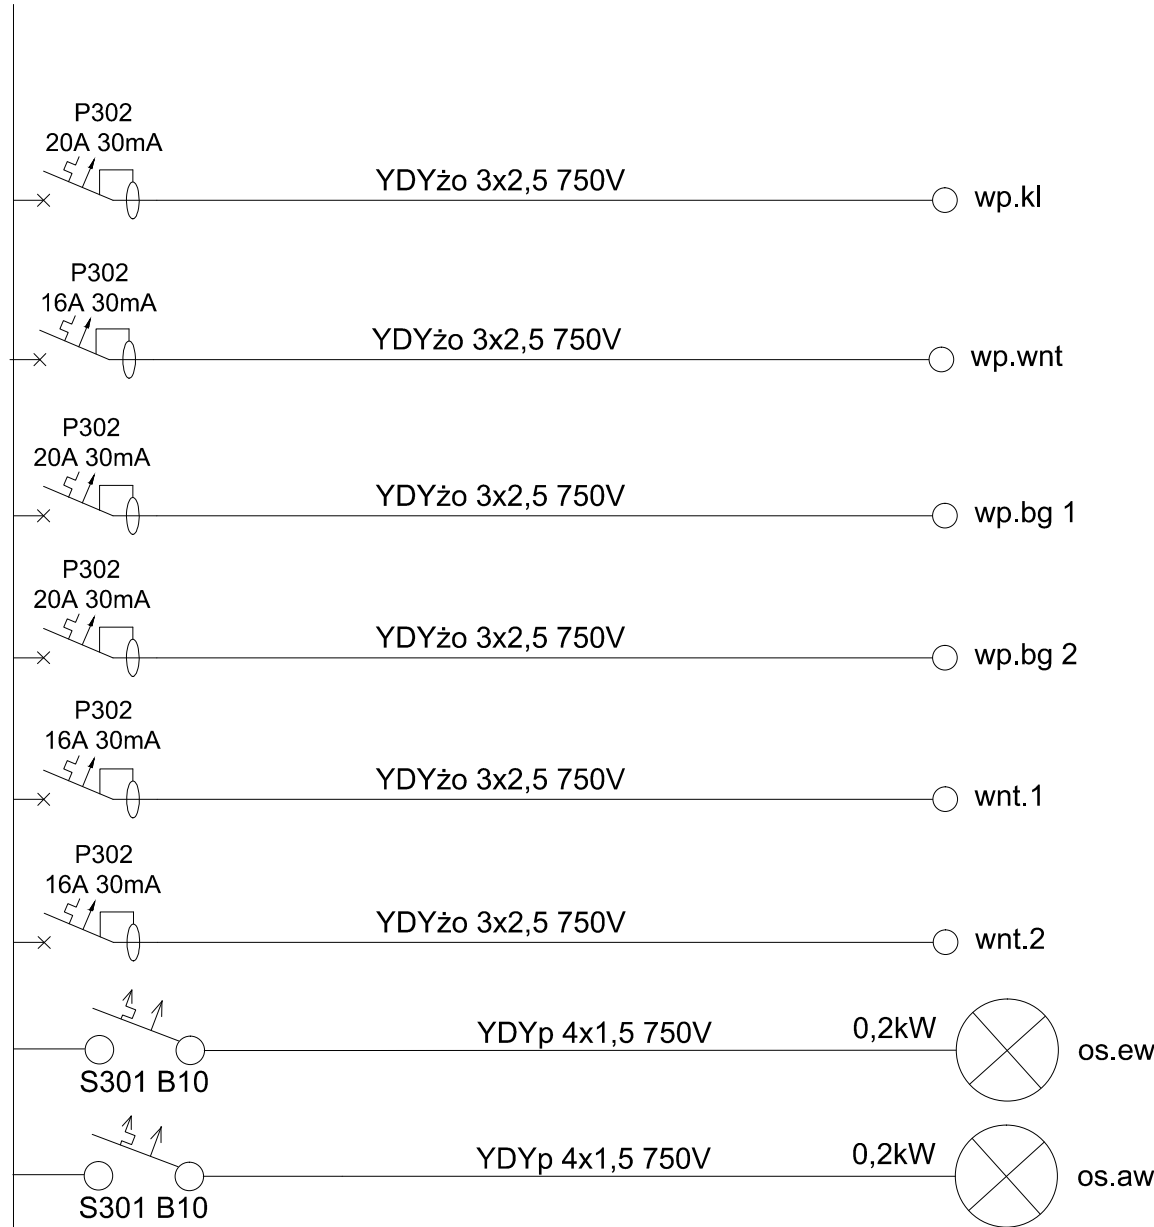 P302
20A 30mA
YDYżo 3x2,5 750V
wp.kl
P302
16A 30mA
YDYżo 3x2,5 750V
wp.wnt
P302
20A 30mA
YDYżo 3x2,5 750V
wp.bg 1
P302
20A 30mA
YDYżo 3x2,5 750V
wp.bg 2
P302
16A 30mA
YDYżo 3x2,5 750V
wnt.1
P302
16A 30mA
YDYżo 3x2,5 750V
wnt.2
YDYp 4x1,5 750V
0,2kW
os.ew
S301 B10
YDYp 4x1,5 750V
0,2kW
os.aw
S301 B10